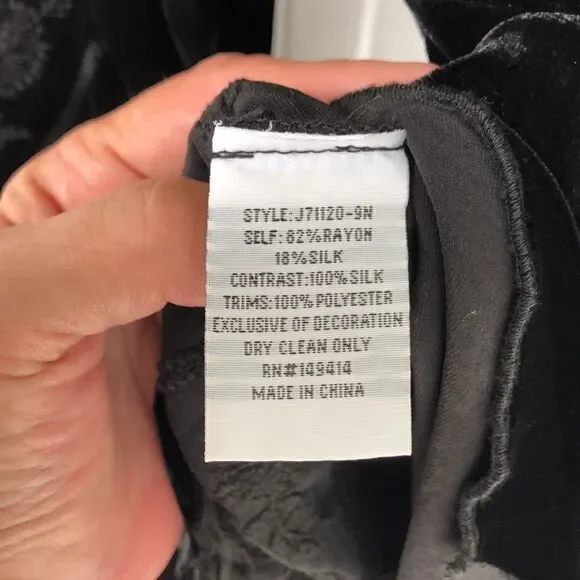 STYLE:J71120-9N
SELF:82%RAYON
18%SILK
CONTRAST:100%SILK
TRIMS:100%POLYESTER
EXCLUSIVE OF DECORATION
DRY CLEAN ONLY
RN#149414
MADE IN CHINA